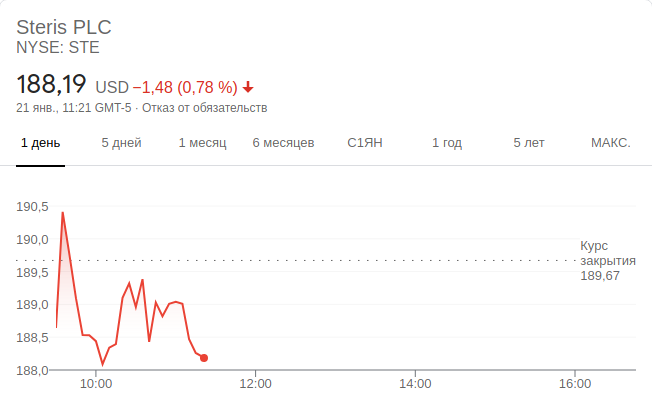 Steris PLC
NYSE: STE
188,19 USD −1,48 (0,78 %)
21 янв., 11:21 GMT-5 · Отказ от обязательств
1 день 5 дней 1 месяц 6 месяцев С1ЯН 1 год 5 лет МАКС.
190,5
190,0
189,5
189,0
188,5
188,0
Курс
закрытия
189,67
10:00 12:00 14:00 16:00